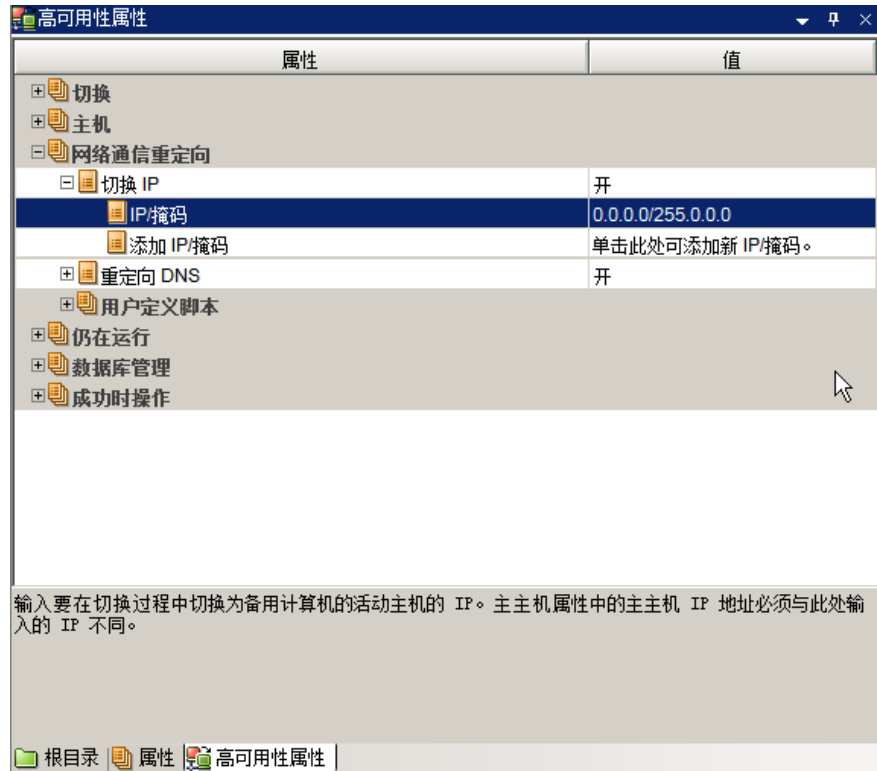 高可用性属性
属性 值
切换
主机
网络通信重定向
切换 IP 开
IP/掩码 0.0.0.0/255.0.0.0
添加 IP/掩码 单击此处可添加新 IP/掩码。
重定向 DNS 开
用户定义脚本
仍在运行
数据库管理
成功时操作
输入要在切换过程中切换为备用计算机的活动主机的 IP。主主机属性中的主主机 IP 地址必须与此处输
入的 IP 不同。
根目录 属性 高可用性属性